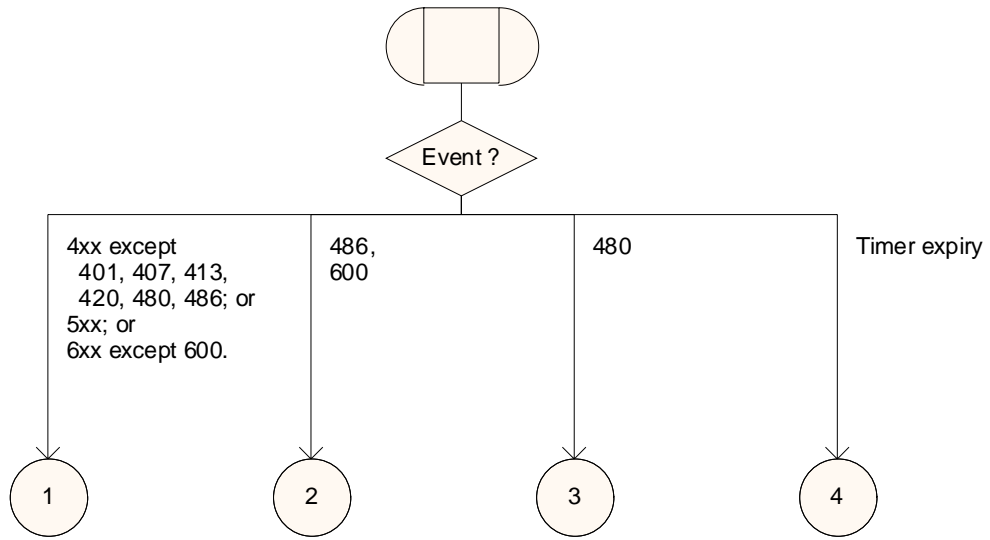 Event ?
4xx except
401, 407, 413,
420, 480, 486; or
5xx; or
6xx except 600.
486,
600
480
Timer expiry
1
2
3
4